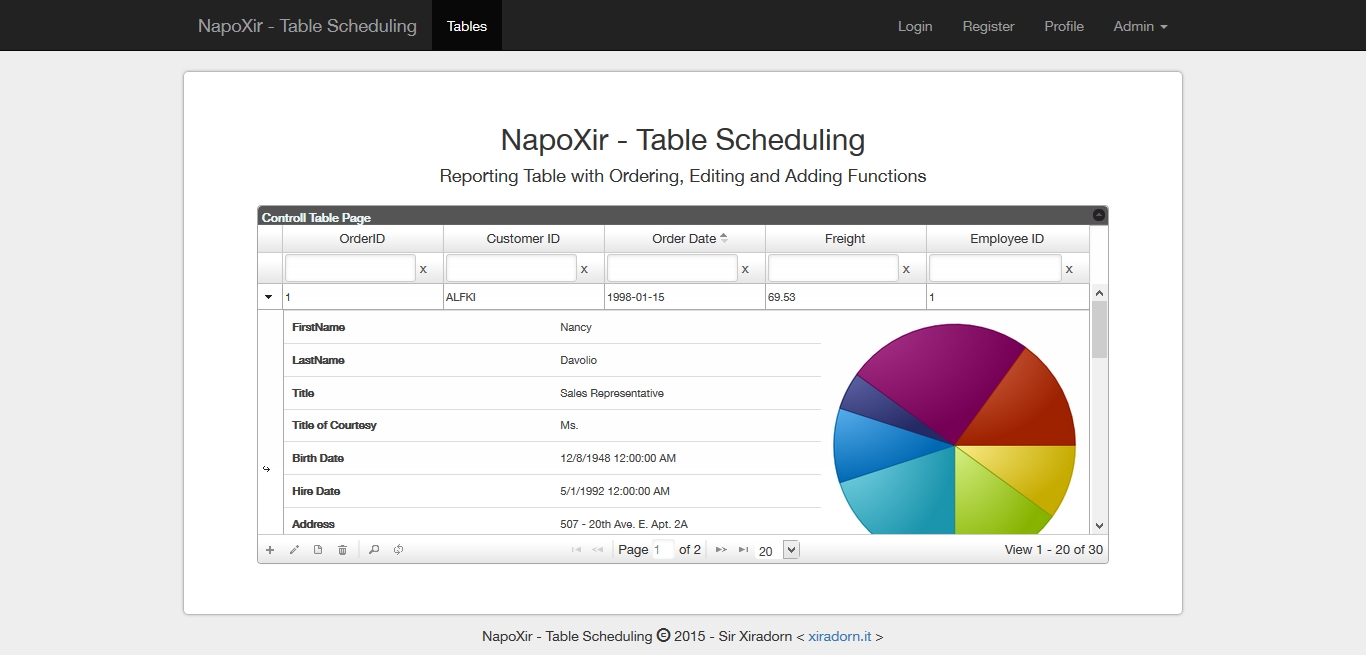 NapoXir - Table Scheduling Tables Login Register Profile Admin
NapoXir - Table Scheduling
Reporting Table with Ordering, Editing and Adding Functions
Controll Table Page
OrderID Customer ID Order Date Freight Employee ID
x x x x x
1 ALFKI 1998-01-15 69.53 1
FirstName Nancy
LastName Davolio
Title Sales Representative
Title of Courtesy Ms.
Birth Date 12/8/1948 12:00:00 AM
Hire Date 5/1/1992 12:00:00 AM
Address 507 - 20th Ave. E. Apt. 2A
Page 1 of 2 20 View 1 - 20 of 30
NapoXir - Table Scheduling © 2015 - Sir Xiradorn < xiradorn.it >